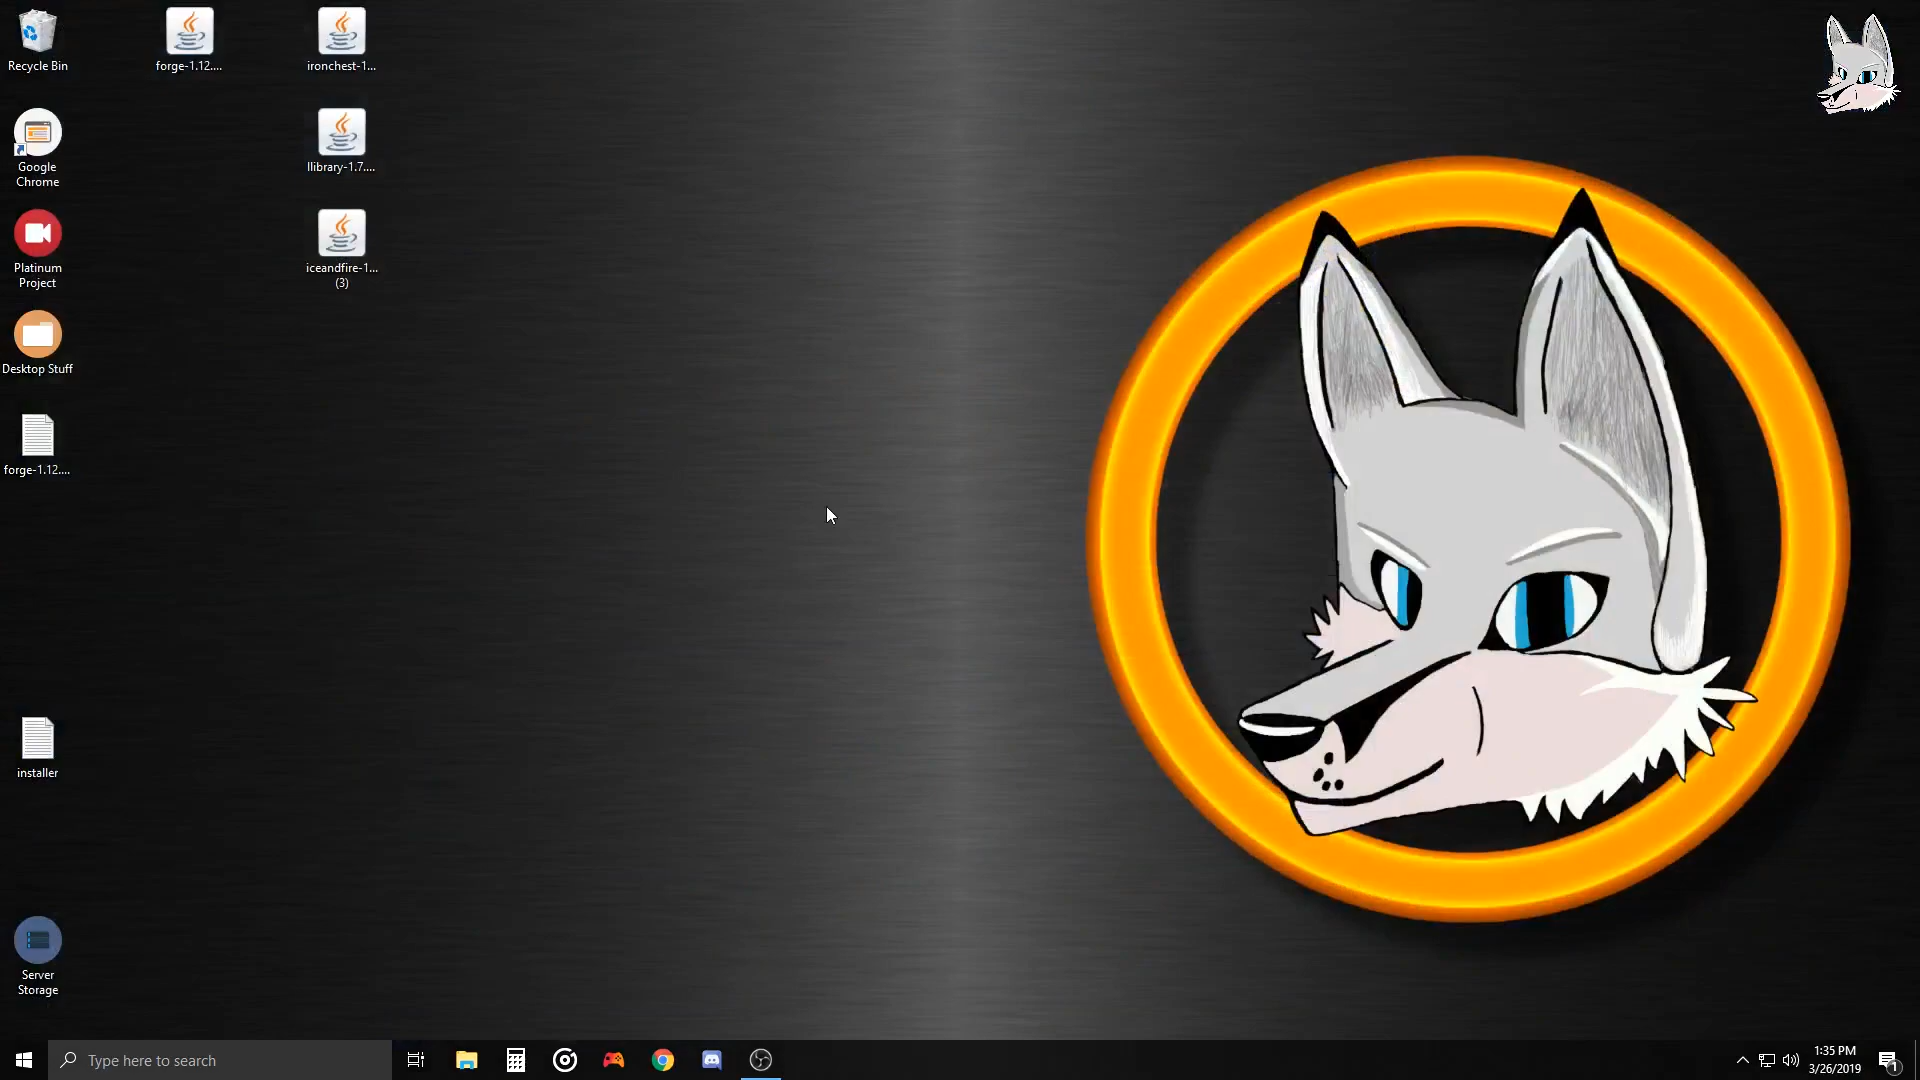 Recycle Bin
forge-1.12....
ironchest-1...
Google
Chrome
llibrary-1.7....
Platinum
Project
iceandfire-1...
(3)
Desktop Stuff
forge-1.12....
installer
Server
Storage
Type here to search
1:35 PM
3/26/2019
1